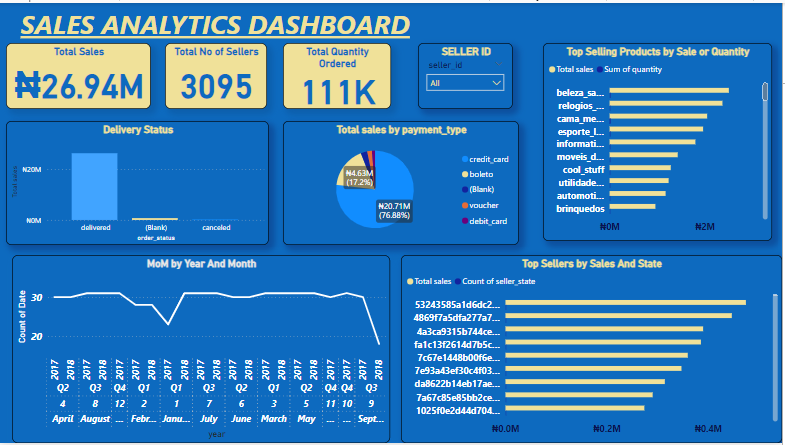 SALES ANALYTICS DASHBOARD
Total Sales
₦26.94M
Total No of Sellers
3095
Total Quantity
Ordered
111K
SELLER ID
seller_id
All
Top Selling Products by Sale or Quantity
Total sales Sum of quantity
beleza_sa...
relogios_...
cama_me...
esporte_l...
informati...
moveis_d...
cool_stuff
utilidade...
automoti...
brinquedos
₦0M ₦2M
Delivery Status
Total sales
₦20M
₦0M
delivered (Blank) canceled
order_status
Total sales by payment_type
₦4.63M
(17.2%)
₦20.71M
(76.88%)
credit_card
boleto
(Blank)
voucher
debit_card
MoM by Year And Month
Count of Date
30
20
2017 2018 2017 2018 2017 2017 2018 2017 2018 2017 2018 2017 2018 2017 2018 2017 2018 2017 2017 2017 2018
Q2 Q3 Q4 Q1 Q1 Q3 Q2 Q1 Q2 Q4 Q4 Q3
4 8 12 2 1 7 6 3 5 11 10 9
April August ... Febr... Janu... July June March May ... ... Sept...
year
Top Sellers by Sales And State
Total sales Count of seller_state
53243585a1d6dc2...
4869f7a5dfa277a7...
4a3ca9315b744ce...
fa1c13f2614d7b5c...
7c67e1448b00f6e...
7e93a43ef30c4f03...
da8622b14eb17ae...
7a67c85e85bb2ce...
1025f0e2d44d704...
₦0.0M ₦0.2M ₦0.4M